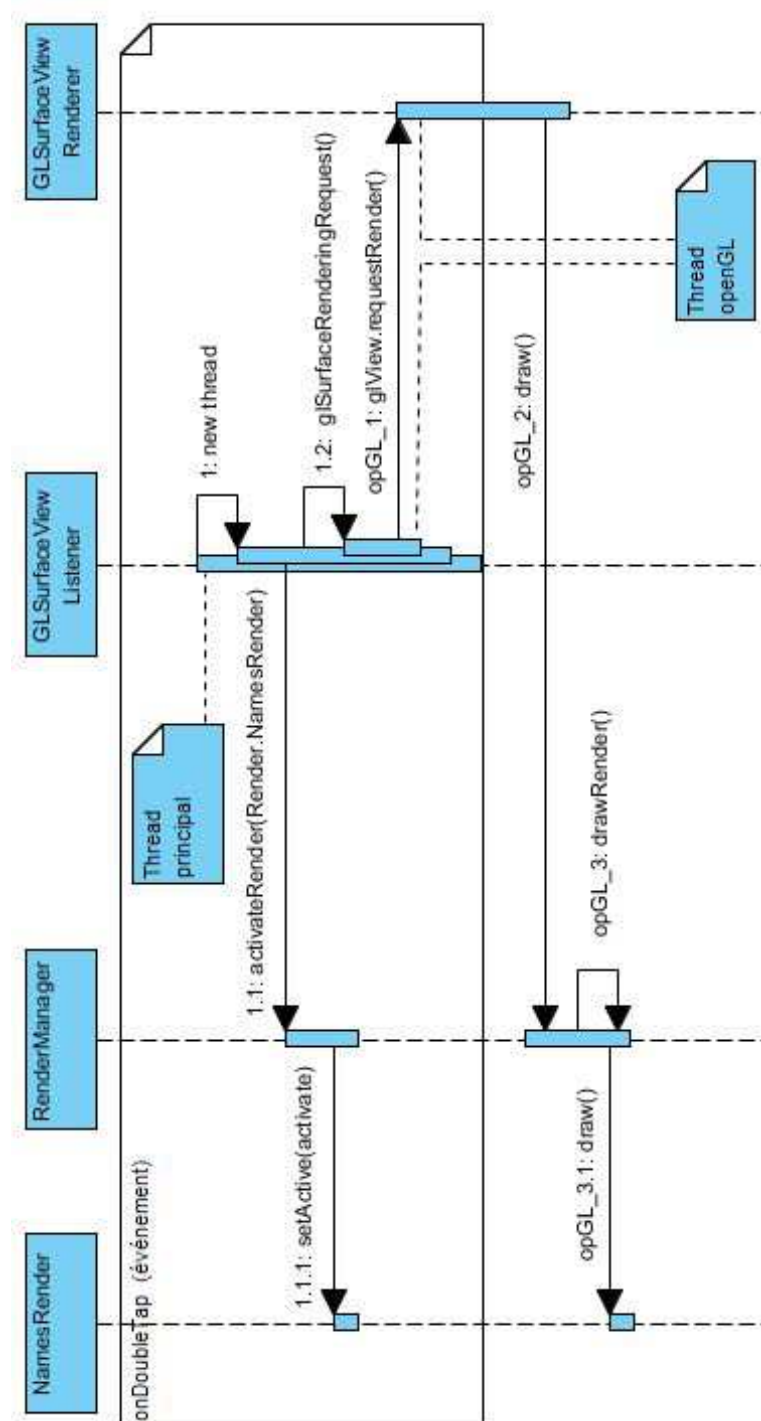 NamesRender
RenderManager
GLSurfaceView
Listener
GLSurfaceView
Renderer
onDoubleTap (événement)
Thread
principal
1: new thread
1.1: activateRender(Render.NamesRender)
1.1.1: setActive(activate)
1.2: glSurfaceRenderingRequest()
opGL_1: glView.requestRender()
Thread
openGL
opGL_2: draw()
opGL_3: drawRender()
opGL_3.1: draw()